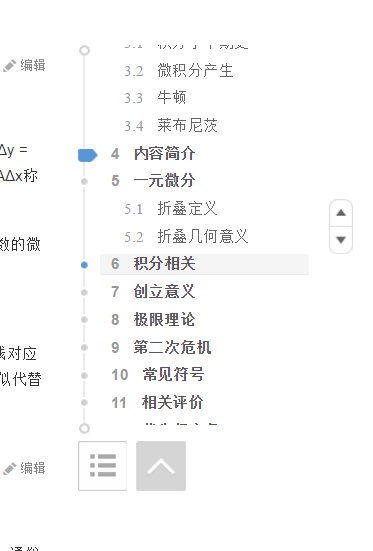 编辑
Δy =
AΔx称
数的微
线对应
似代替
编辑
3.2 微积分产生
3.3 牛顿
3.4 莱布尼茨
4 内容简介
5 一元微分
5.1 折叠定义
5.2 折叠几何意义
6 积分相关
7 创立意义
8 极限理论
9 第二次危机
10 常见符号
11 相关评价